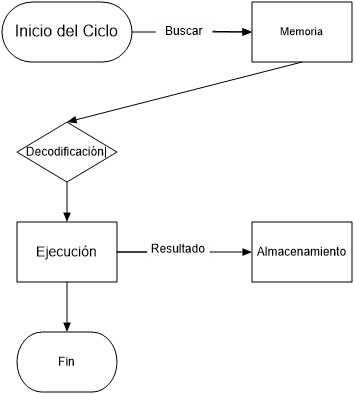 Inicio del Ciclo
Buscar
Memoria
Decodificación
Ejecución
Resultado
Almacenamiento
Fin